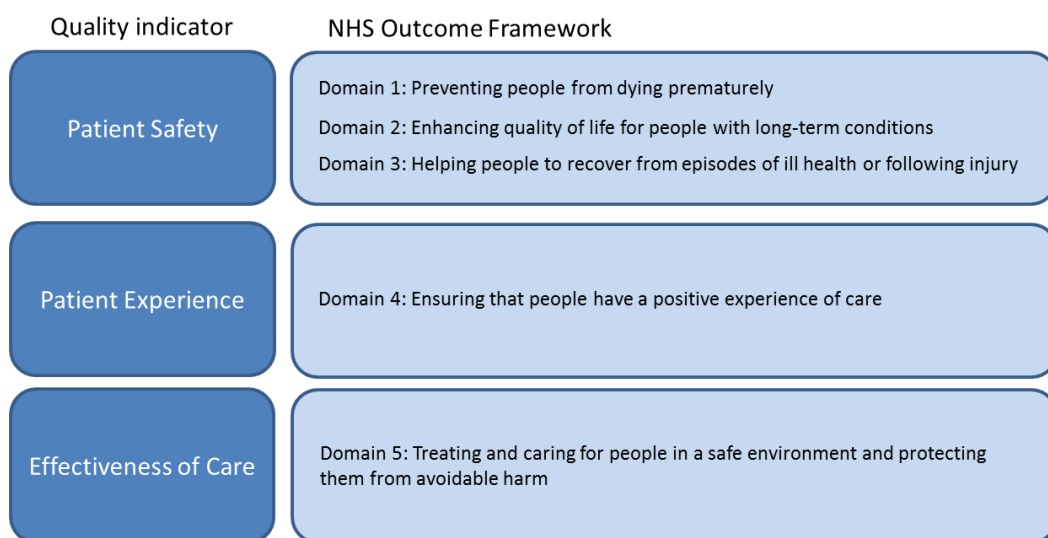 Quality indicator
NHS Outcome Framework
Patient Safety
Domain 1: Preventing people from dying prematurely
Domain 2: Enhancing quality of life for people with long-term conditions
Domain 3: Helping people to recover from episodes of ill health or following injury
Patient Experience
Domain 4: Ensuring that people have a positive experience of care
Effectiveness of Care
Domain 5: Treating and caring for people in a safe environment and protecting
them from avoidable harm